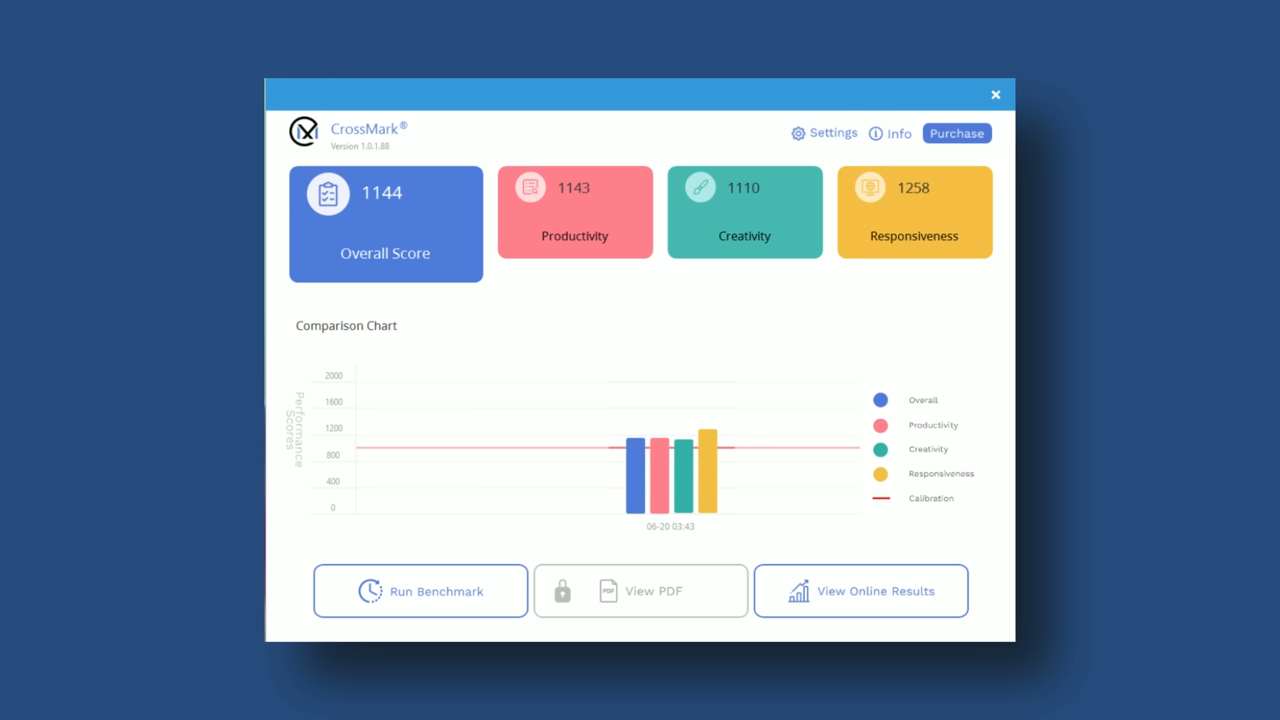 CrossMark®
Version 1.0.1.88
Settings
Info
Purchase
1144
Overall Score
1143
Productivity
1110
Creativity
1258
Responsiveness
Comparison Chart
Performance
Scores
2000
1600
1200
800
400
0
06-20 03:43
Overall
Productivity
Creativity
Responsiveness
Calibration
Run Benchmark
PDF
View PDF
View Online Results